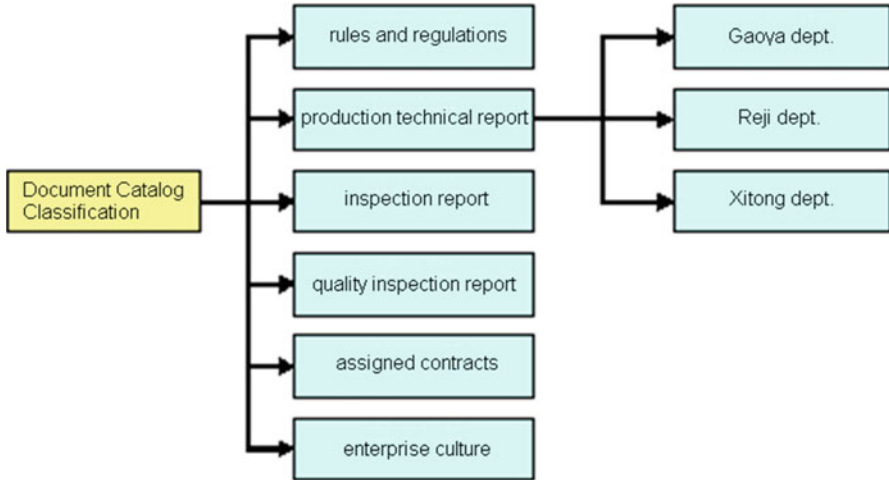 Document Catalog
Classification
rules and regulations
production technical report
inspection report
quality inspection report
assigned contracts
enterprise culture
Gaoya dept.
Reji dept.
Xitong dept.